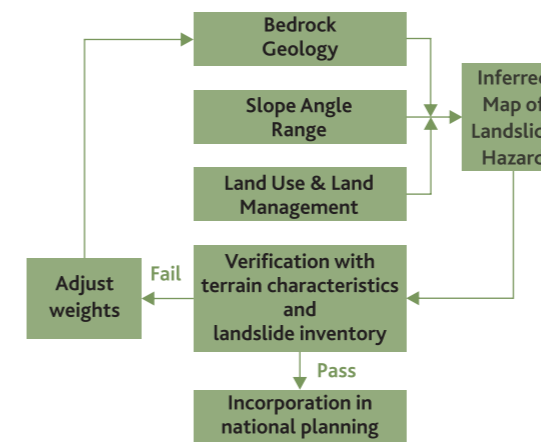 Bedrock
Geology
Slope Angle
Range
Land Use & Land
Management
Inferred
Map of
Landslid
Hazard
Verification with
terrain characteristics
and
landslide inventory
Fail
Adjust
weights
Pass
Incorporation in
national planning